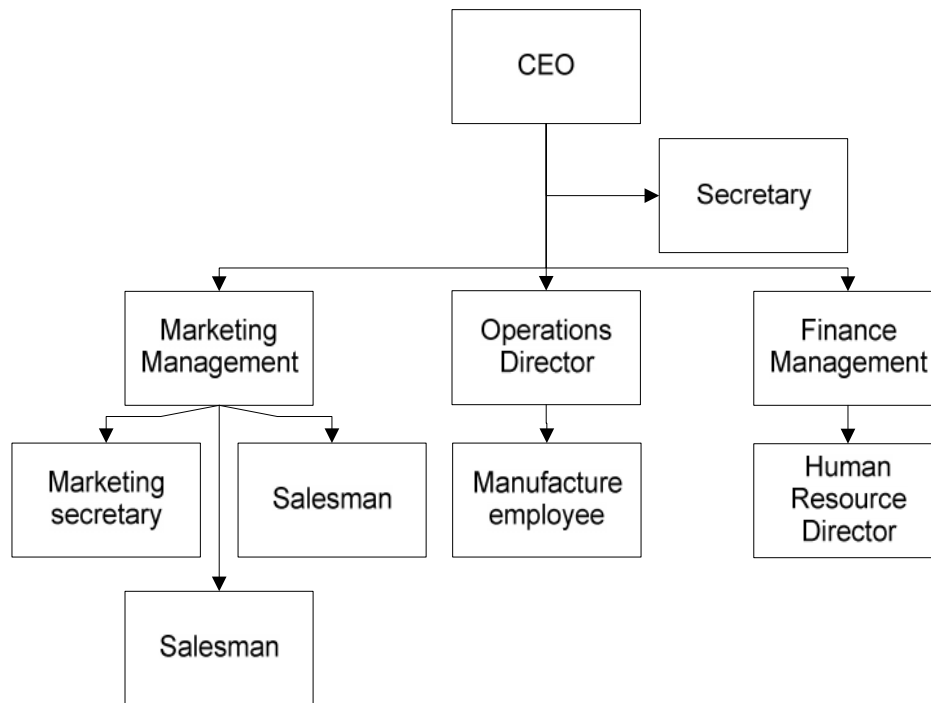 CEO
Secretary
Marketing
Management
Operations
Director
Finance
Management
Marketing
secretary
Salesman
Manufacture
employee
Human
Resource
Director
Salesman